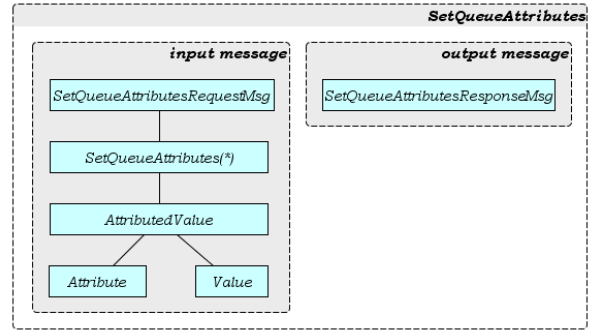 SetQueueAttributes
input message
output message
SetQueueAttributesRequestMsg
SetQueueAttributesResponseMsg
SetQueueAttributes(*)
AttributedValue
Attribute
Value